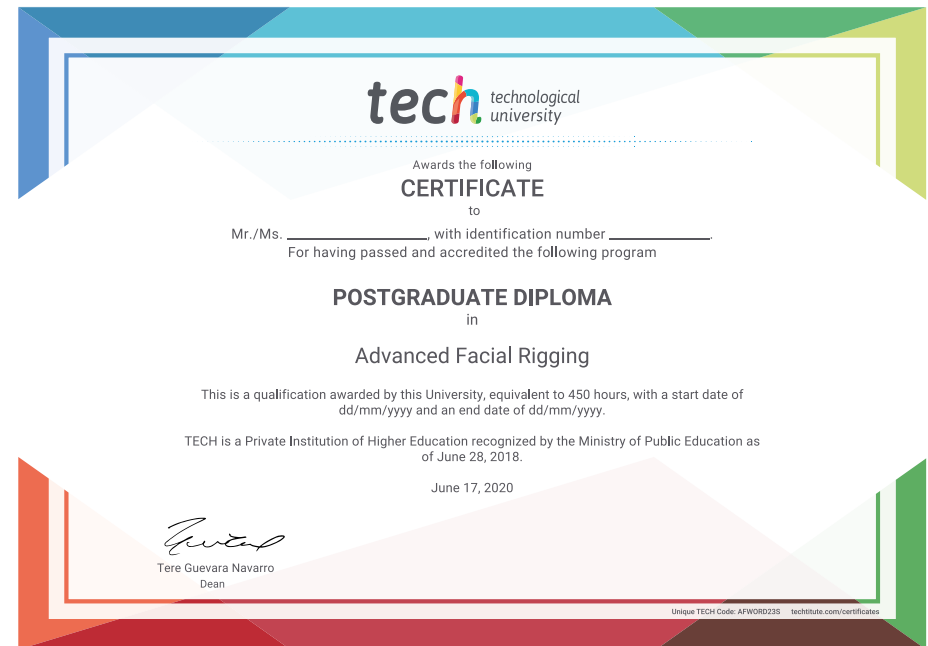 tech technological
university
Awards the following
CERTIFICATE
to
Mr./Ms. ____________________, with identification number ______________.
For having passed and accredited the following program
POSTGRADUATE DIPLOMA
in
Advanced Facial Rigging
This is a qualification awarded by this University, equivalent to 450 hours, with a start date of
dd/mm/yyyy and an end date of dd/mm/yyyy.
TECH is a Private Institution of Higher Education recognized by the Ministry of Public Education as
of June 28, 2018.
June 17, 2020
Tere Guevara Navarro
Dean
Unique TECH Code: AFWORD23S techtitute.com/certificates